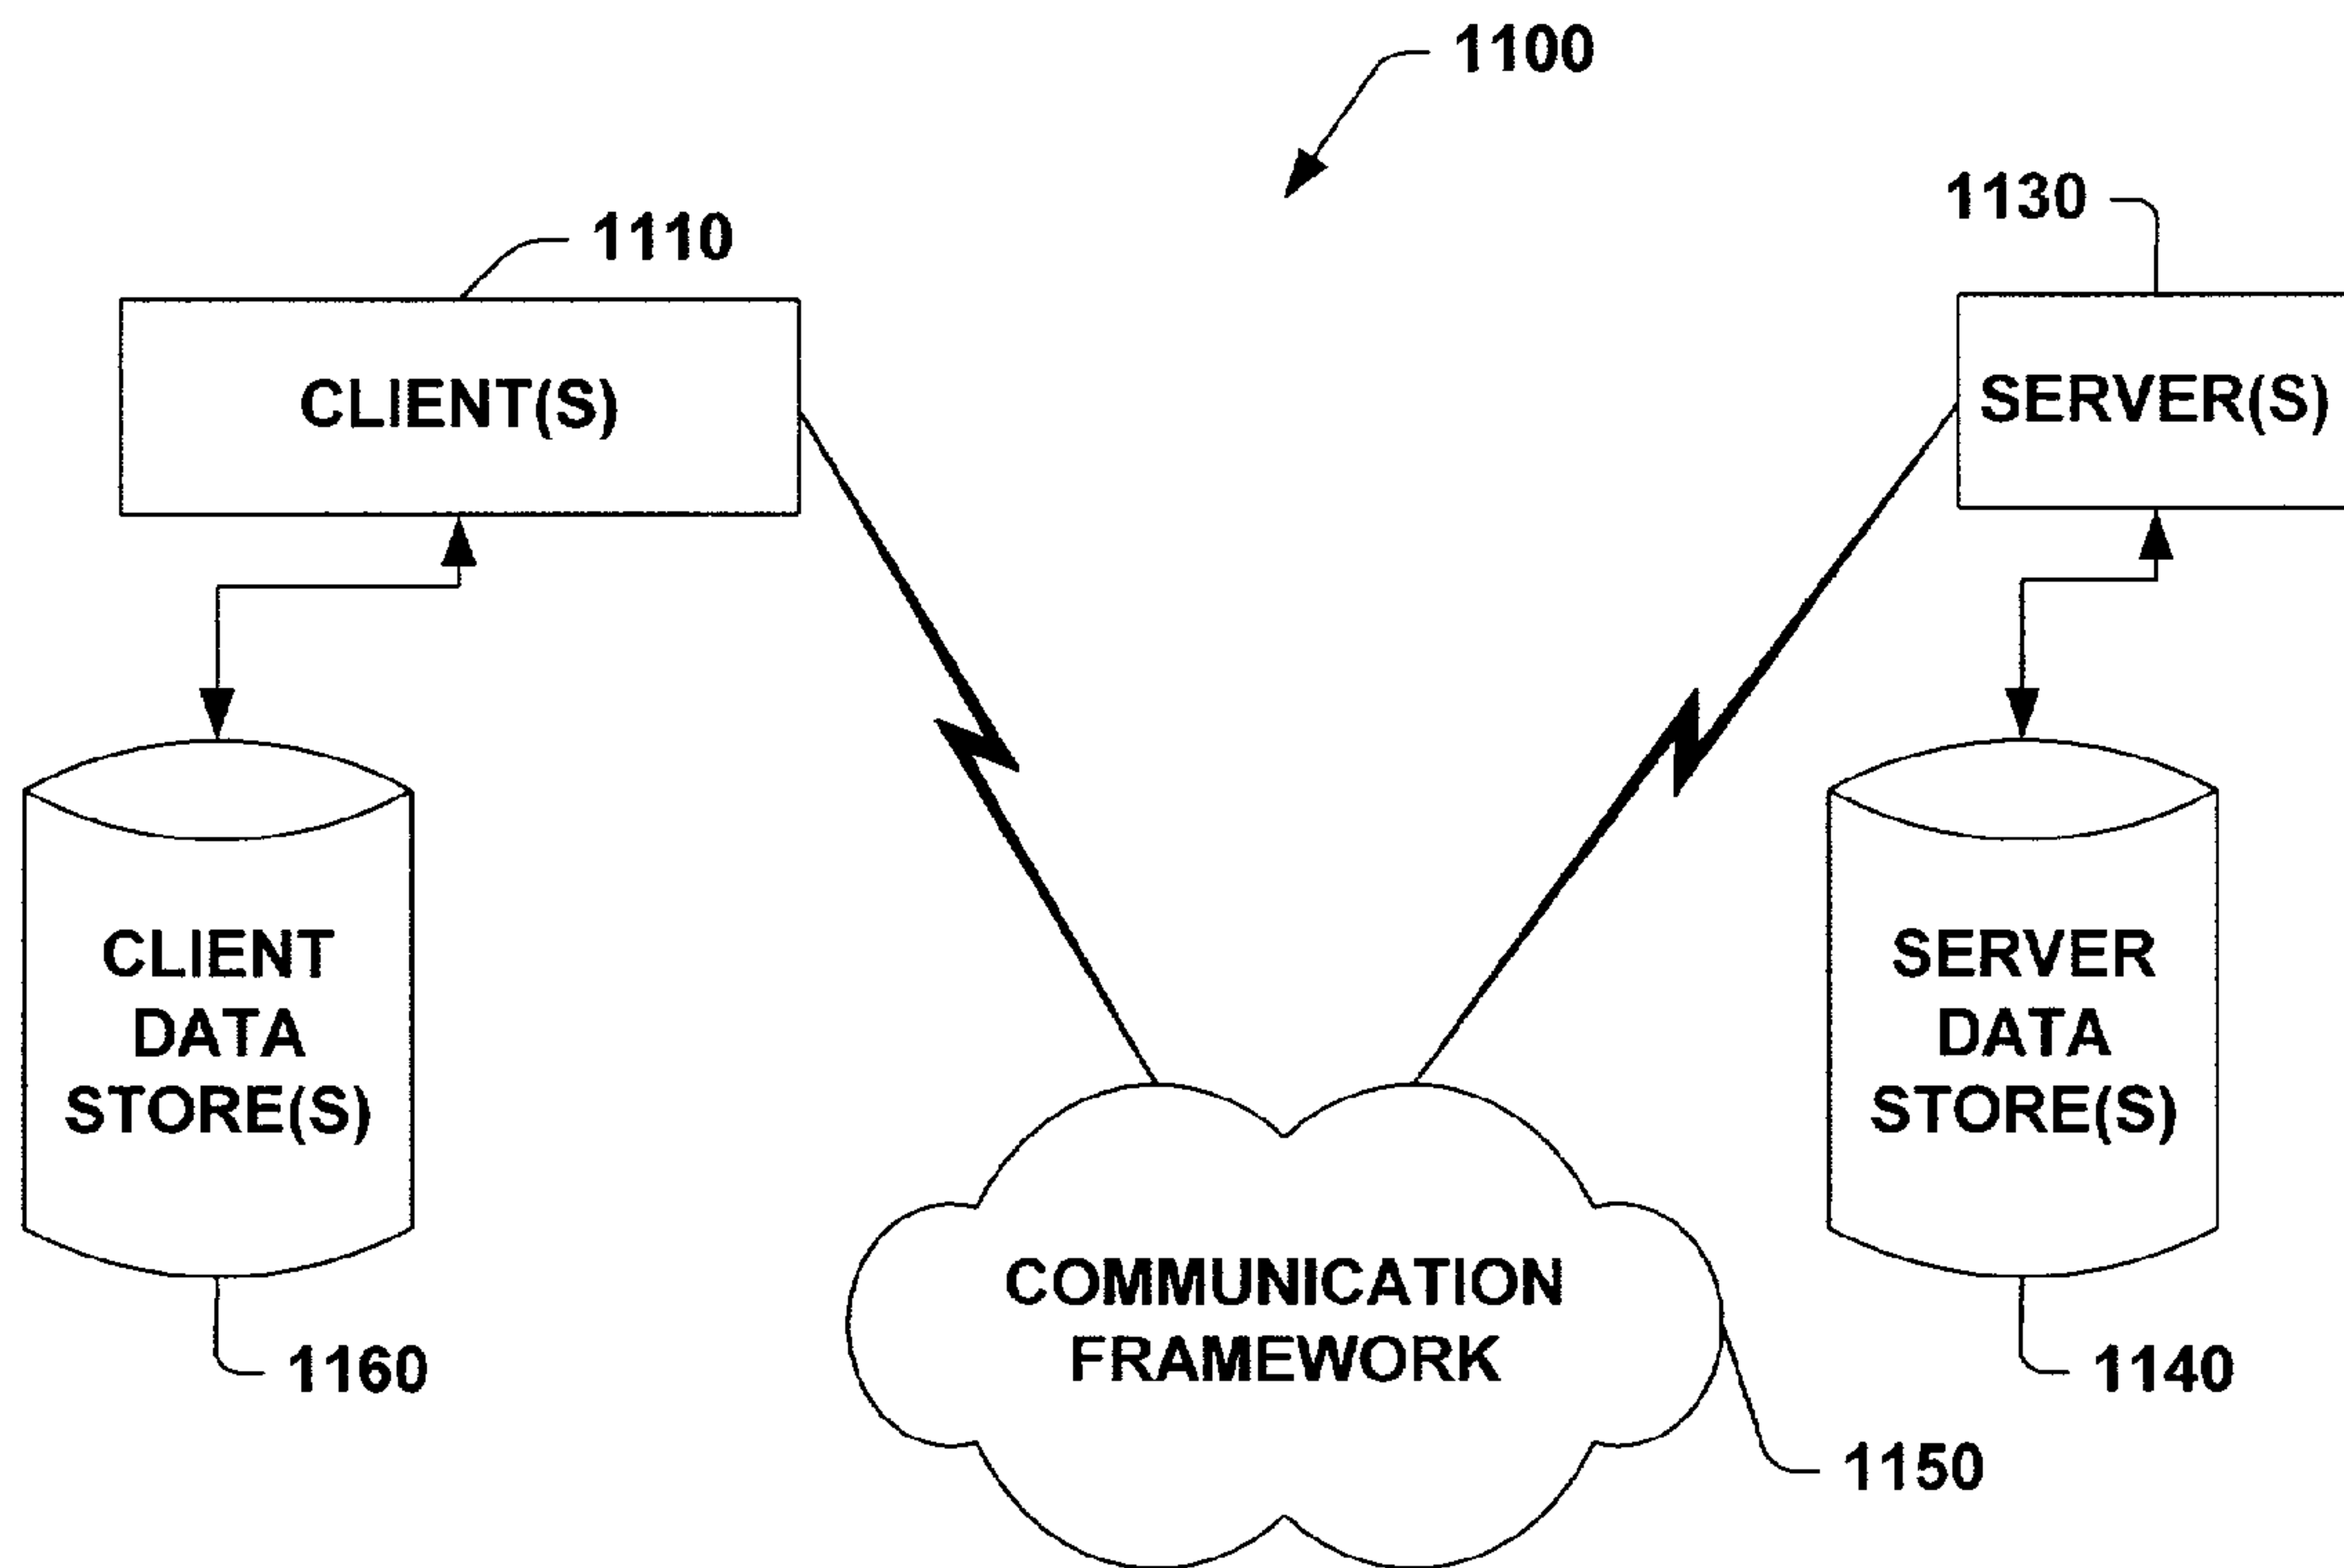 1100
1110
1130
CLIENT(S)
SERVER(S)
CLIENT
DATA
STORE(S)
SERVER
DATA
STORE(S)
COMMUNICATION
FRAMEWORK
1160
1140
1150